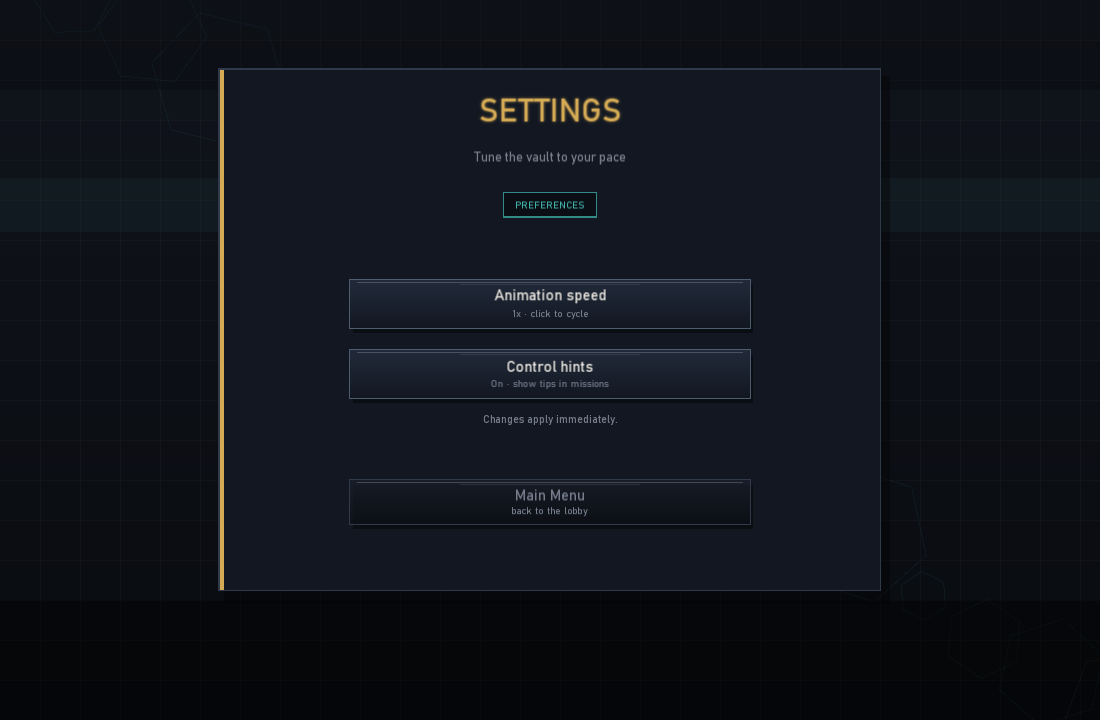 SETTINGS
Tune the vault to your pace
PREFERENCES
Animation speed
1x · click to cycle
Control hints
On · show tips in missions
Changes apply immediately.
Main Menu
back to the lobby